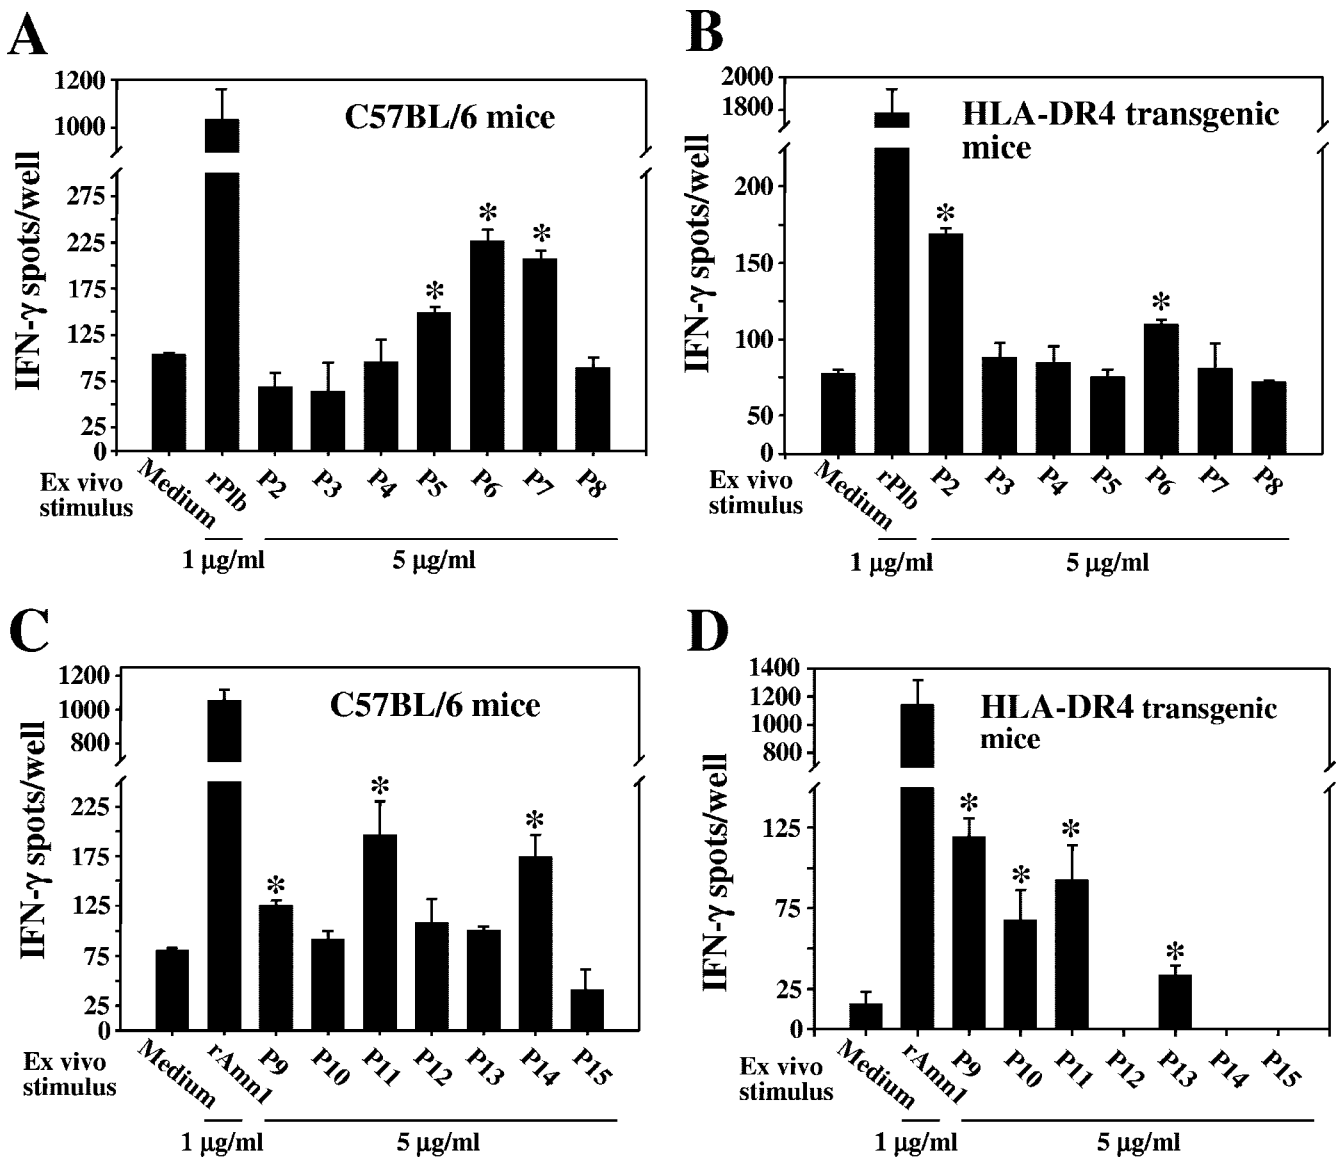 A
C57BL/6 mice
IFN-γ spots/well
1200
1000
275
225
175
125
75
25
0
*
*
*
Ex vivo
stimulus
Medium
rPlb
P2
P3
P4
P5
P6
P7
P8
1 μg/ml
5 μg/ml
B
HLA-DR4 transgenic
mice
IFN-γ spots/well
2000
1800
200
150
100
50
0
*
*
Ex vivo
stimulus
Medium
rPlb
P2
P3
P4
P5
P6
P7
P8
1 μg/ml
5 μg/ml
C
C57BL/6 mice
IFN-γ spots/well
1200
1000
800
225
175
125
75
25
0
*
*
*
Ex vivo
stimulus
Medium
rAmn1
P9
P10
P11
P12
P13
P14
P15
1 μg/ml
5 μg/ml
D
HLA-DR4 transgenic
mice
IFN-γ spots/well
1400
1200
1000
800
125
75
25
0
*
*
*
*
Ex vivo
stimulus
Medium
rAmn1
P9
P10
P11
P12
P13
P14
P15
1 μg/ml
5 μg/ml